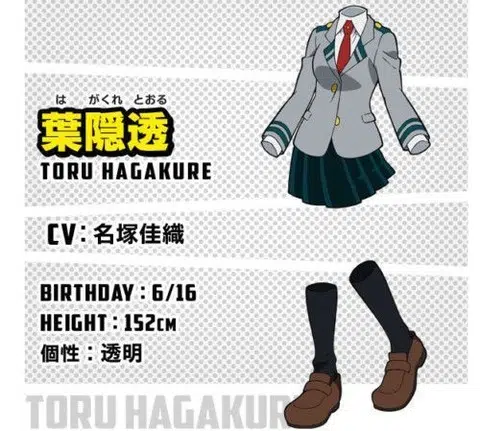 は がくれ とおる
葉隠透
TORU HAGAKURE
CV：名塚佳織
BIRTHDAY：6/16
HEIGHT：152CM
個性：透明
TORU HAGAKURE